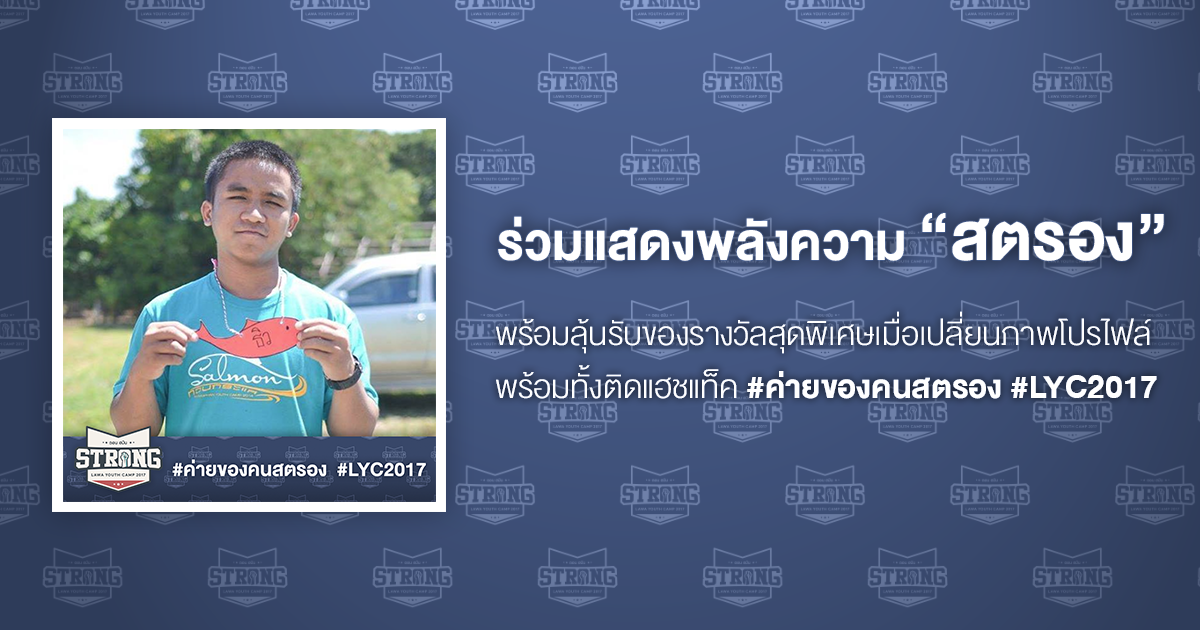 ร่วมแสดงพลังความ “สตรอง”
พร้อมลุ้นรับของรางวัลสุดพิเศษเมื่อเปลี่ยนภาพโปรไฟล์
พร้อมทั้งติดแฮชแท็ค #ค่ายของคนสตรอง #LYC2017
จิว
Salmon
STRONG
LAWA YOUTH CAMP 2017
#ค่ายของคนสตรอง #LYC2017